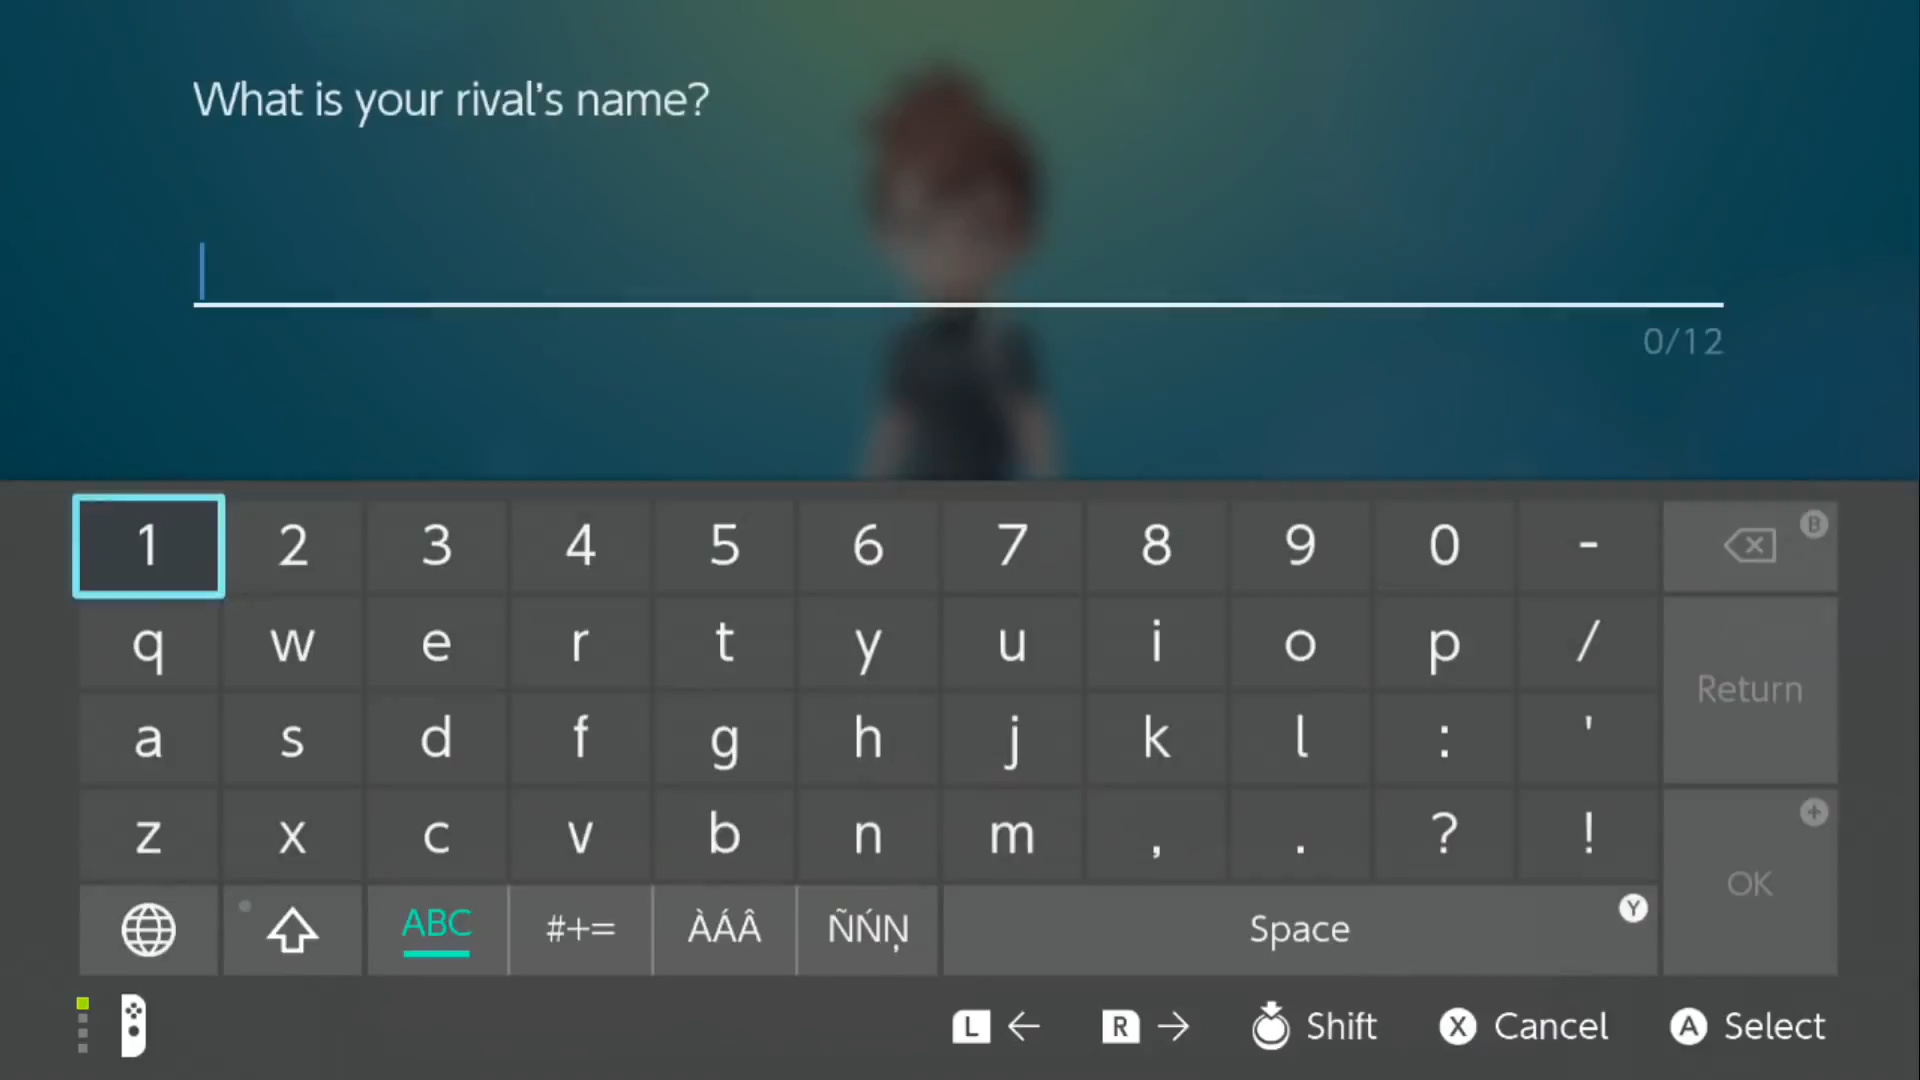 What is your rival's name?
0/12
1 2 3 4 5 6 7 8 9 0 - B
q w e r t y u i o p / Return
a s d f g h j k l : '
z x c v b n m , . ? ! + OK
ABC #+= ÀÁÂ ÑŃŅ Space Y
L ← R → Shift X Cancel A Select